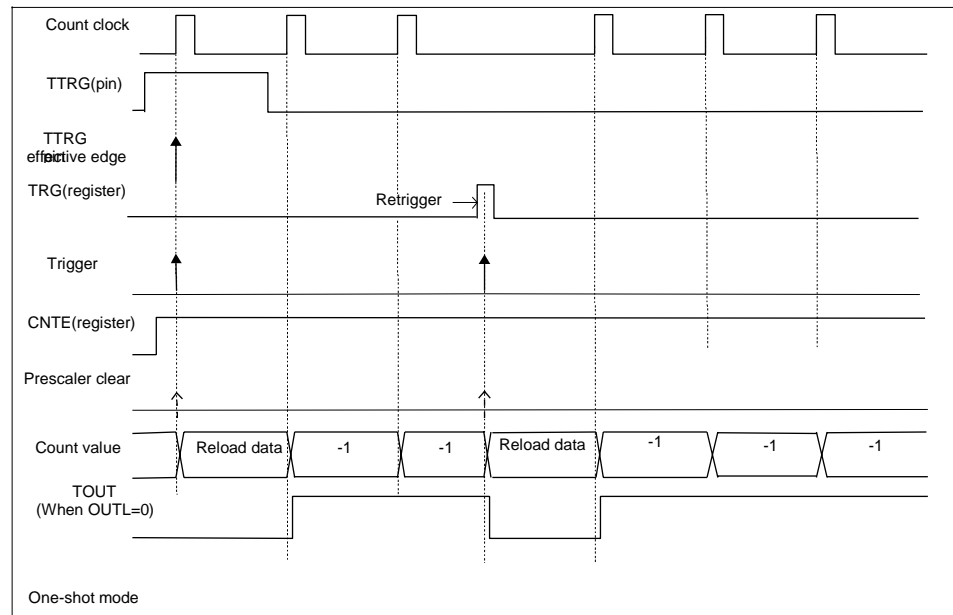 Count clock
TTRG(pin)
TTRG pin
effective edge
TRG(register)
Retrigger
Trigger
CNTE(register)
Prescaler clear
Count value
Reload data
-1
-1
Reload data
-1
-1
-1
TOUT
(When OUTL=0)
One-shot mode